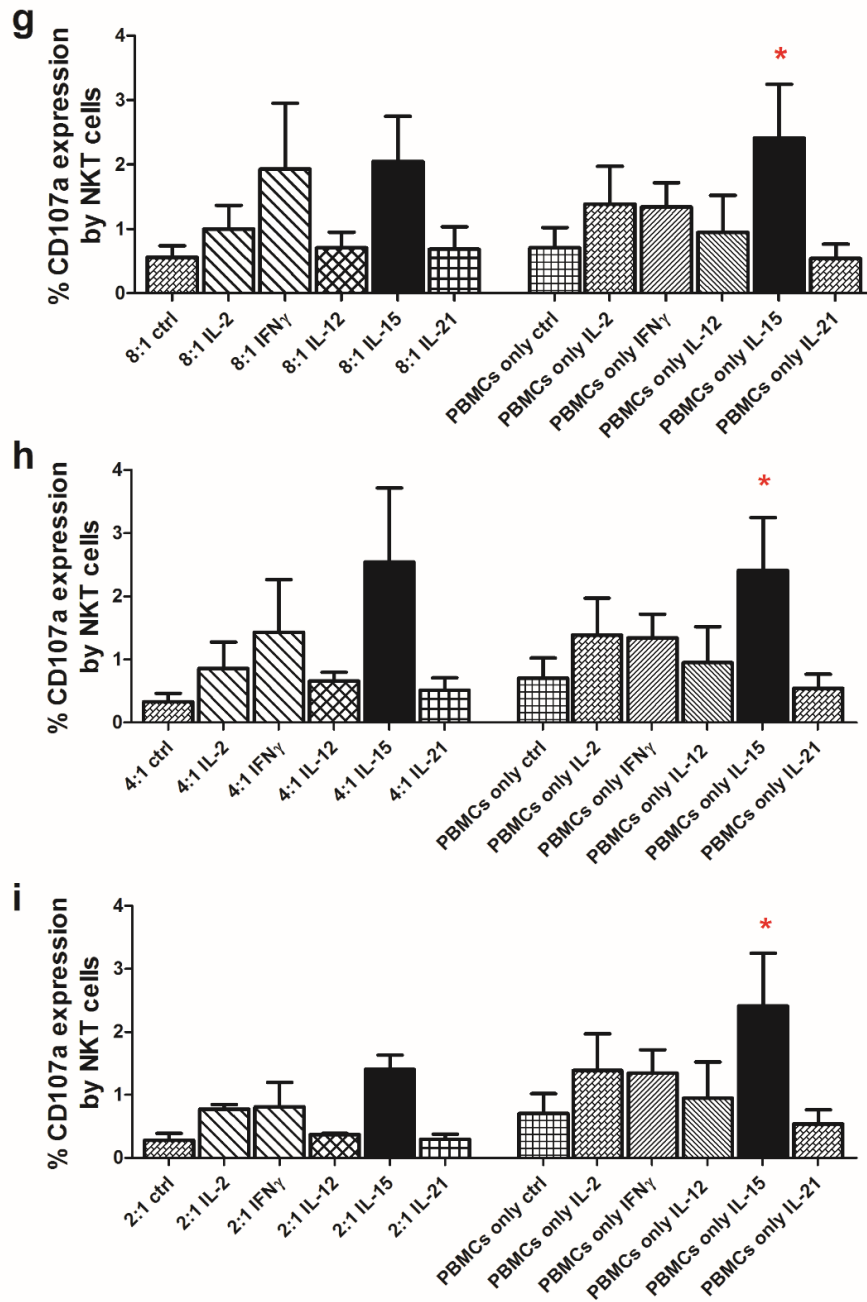 g
% CD107a expression
by NKT cells
4
3
2
1
0
*
8:1 ctrl
8:1 IL-2
8:1 IFNγ
8:1 IL-12
8:1 IL-15
8:1 IL-21
PBMCs only ctrl
PBMCs only IL-2
PBMCs only IFNγ
PBMCs only IL-12
PBMCs only IL-15
PBMCs only IL-21
h
% CD107a expression
by NKT cells
4
3
2
1
0
*
4:1 ctrl
4:1 IL-2
4:1 IFNγ
4:1 IL-12
4:1 IL-15
4:1 IL-21
PBMCs only ctrl
PBMCs only IL-2
PBMCs only IFNγ
PBMCs only IL-12
PBMCs only IL-15
PBMCs only IL-21
i
% CD107a expression
by NKT cells
4
3
2
1
0
*
2:1 ctrl
2:1 IL-2
2:1 IFNγ
2:1 IL-12
2:1 IL-15
2:1 IL-21
PBMCs only ctrl
PBMCs only IL-2
PBMCs only IFNγ
PBMCs only IL-12
PBMCs only IL-15
PBMCs only IL-21